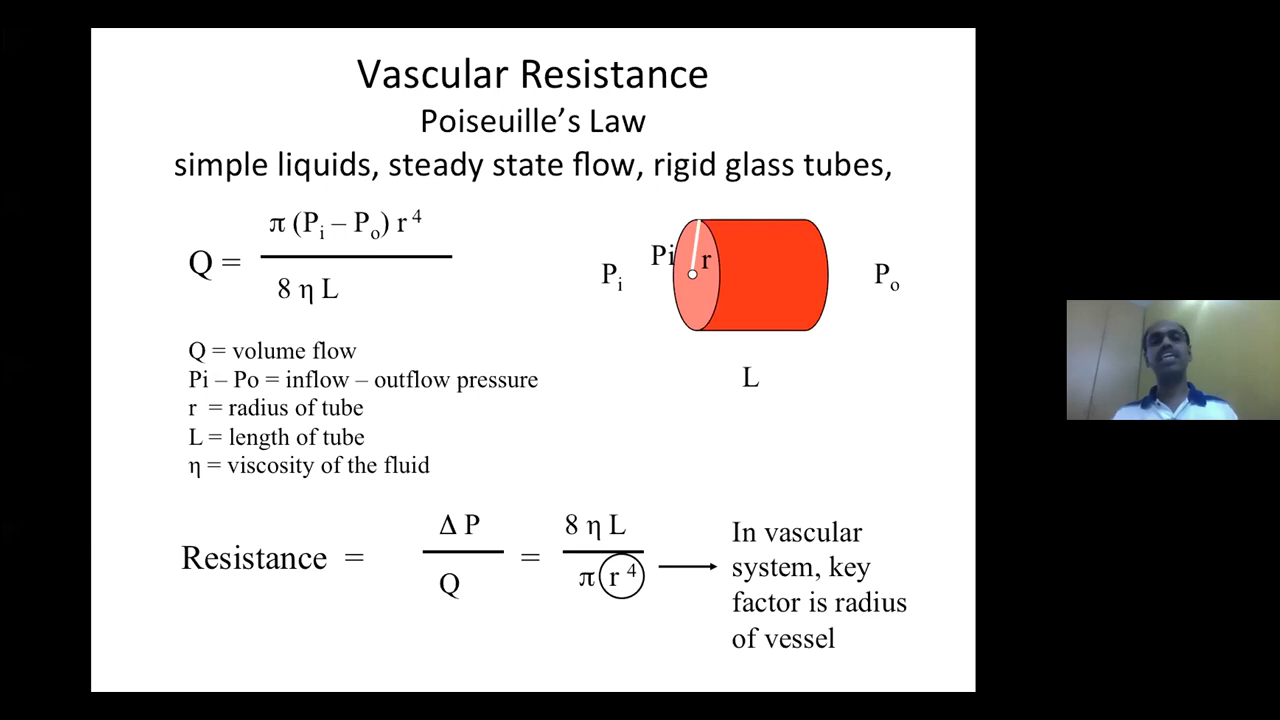 Vascular Resistance
Poiseuille's Law
simple liquids, steady state flow, rigid glass tubes,
π (Pᵢ – Pₒ) r ⁴
Q =
8 η L
Pi
r
Pᵢ
Pₒ
L
Q = volume flow
Pi – Po = inflow – outflow pressure
r = radius of tube
L = length of tube
η = viscosity of the fluid
Δ P
8 η L
Resistance =
=
Q
π r ⁴
In vascular
system, key
factor is radius
of vessel